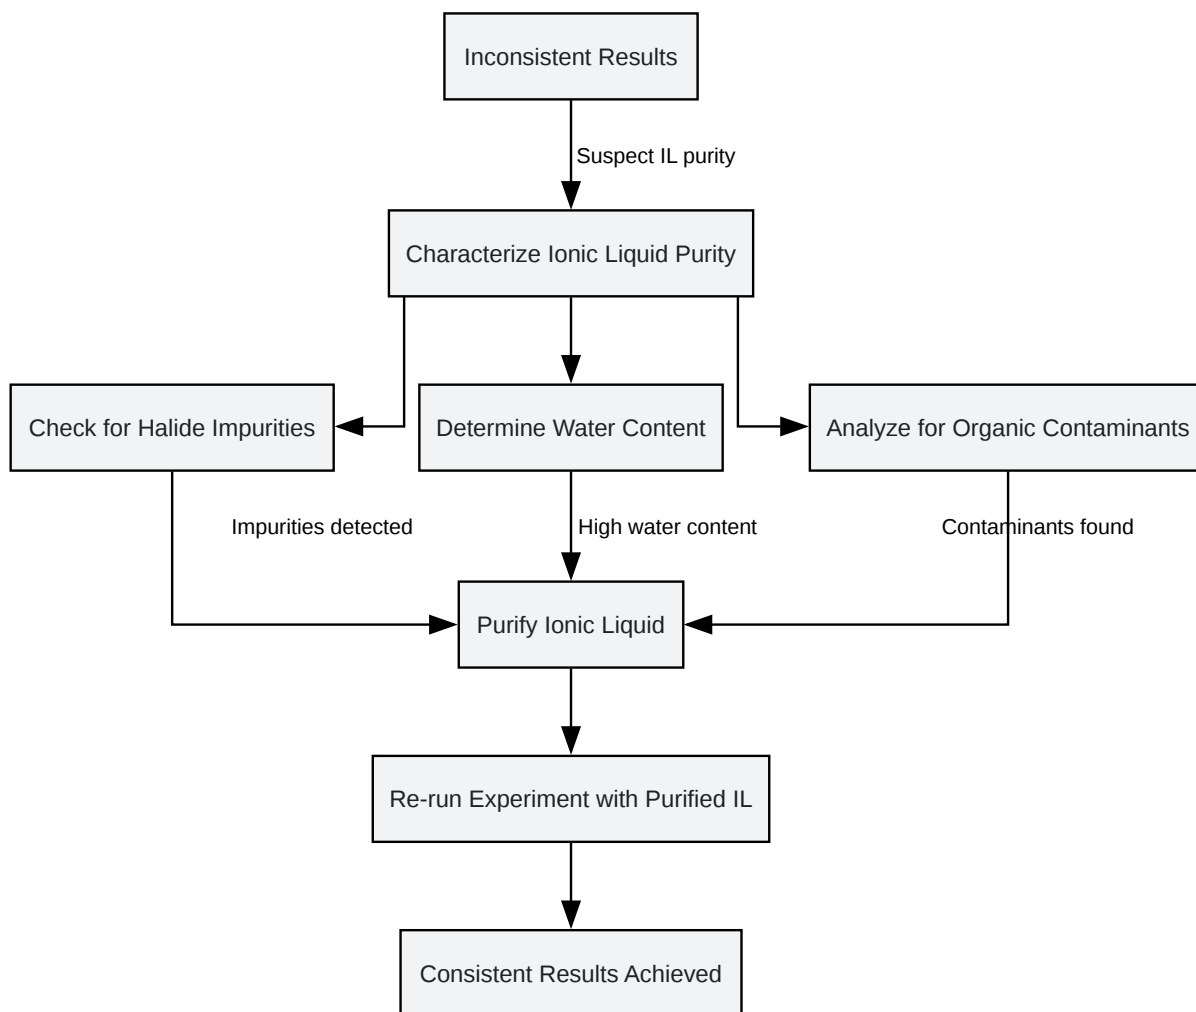 Inconsistent Results
Suspect IL purity
Characterize Ionic Liquid Purity
Check for Halide Impurities
Determine Water Content
Analyze for Organic Contaminants
Impurities detected
High water content
Contaminants found
Purify Ionic Liquid
Re-run Experiment with Purified IL
Consistent Results Achieved